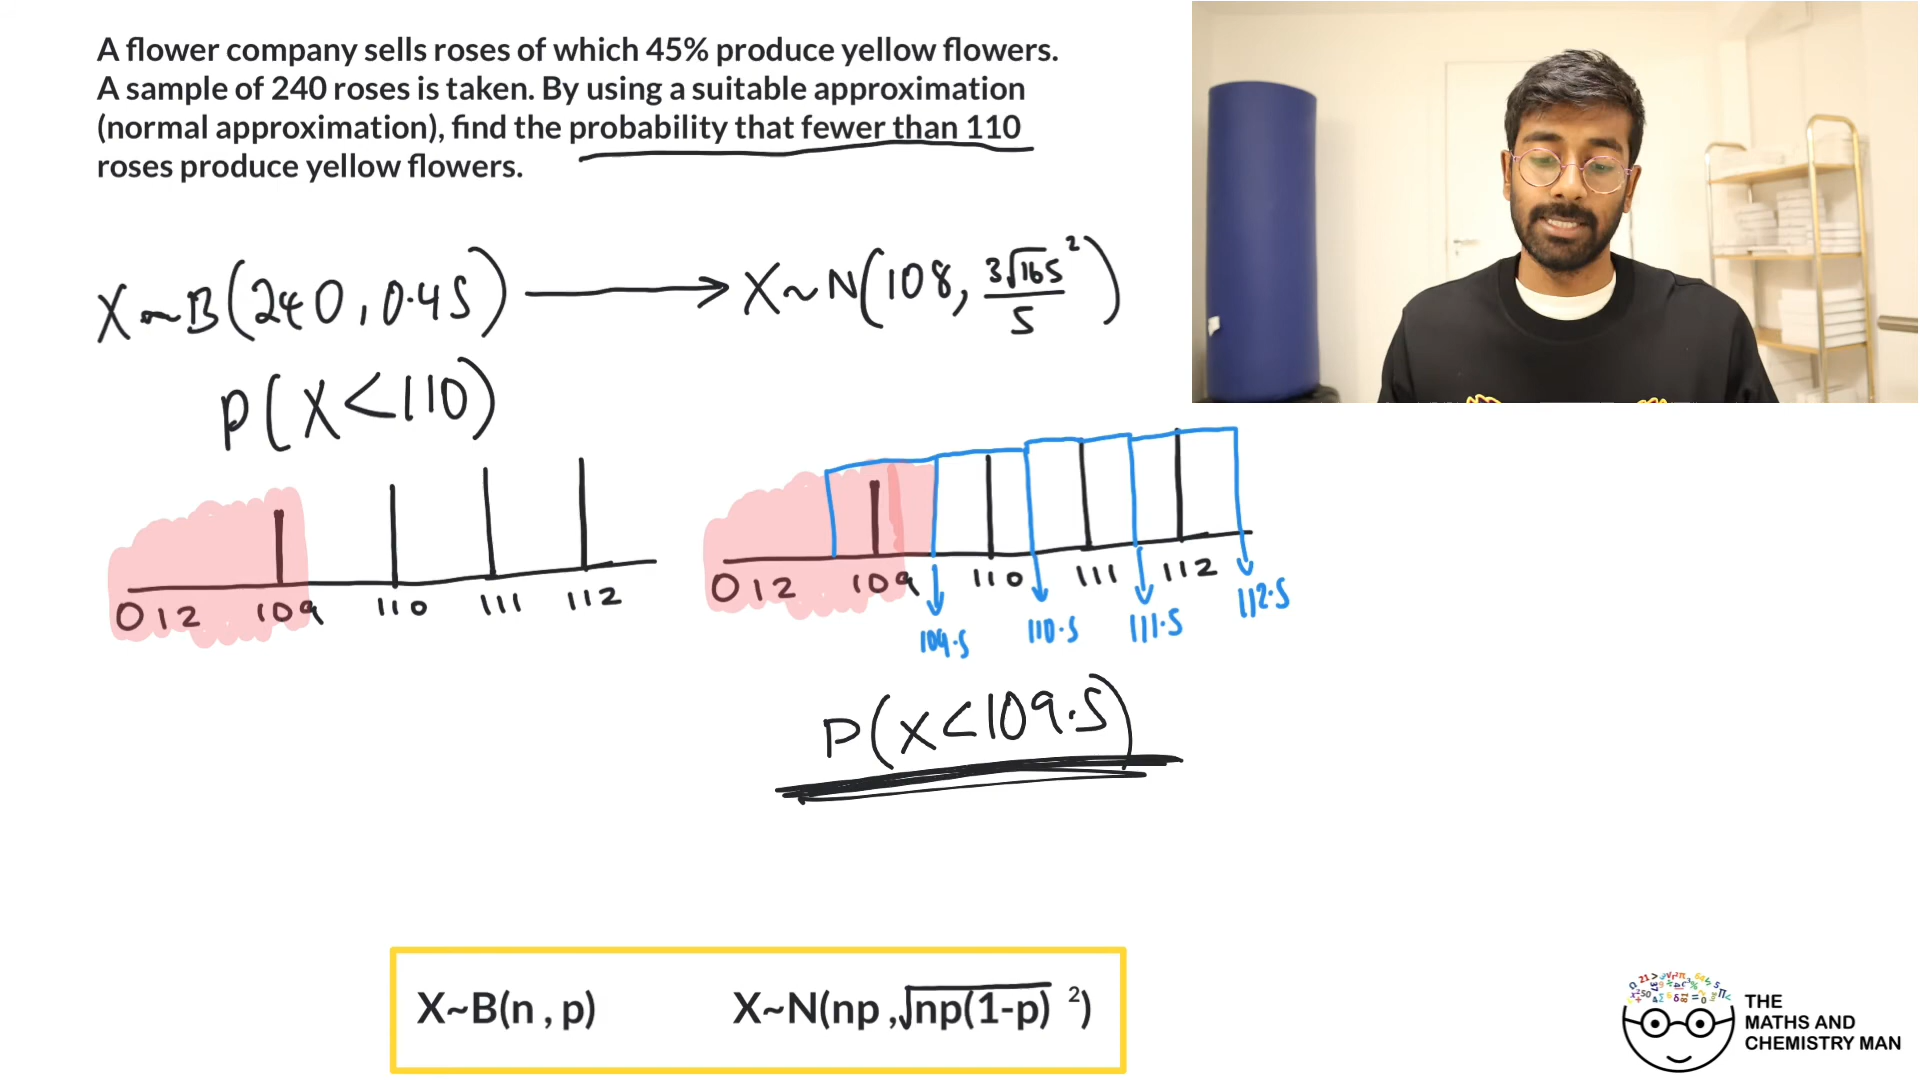 A flower company sells roses of which 45% produce yellow flowers.
A sample of 240 roses is taken. By using a suitable approximation
(normal approximation), find the probability that fewer than 110
roses produce yellow flowers.
X~B(240,0.45) → X~N(108, 3√165/5 ²)
P(X<110)
0 1 2 109 110 111 112
0 1 2 109 110 111 112
109.5 110.5 111.5 112.5
P(X<109.5)
X~B(n , p) X~N(np ,√np(1-p) ²)
THE
MATHS AND
CHEMISTRY MAN